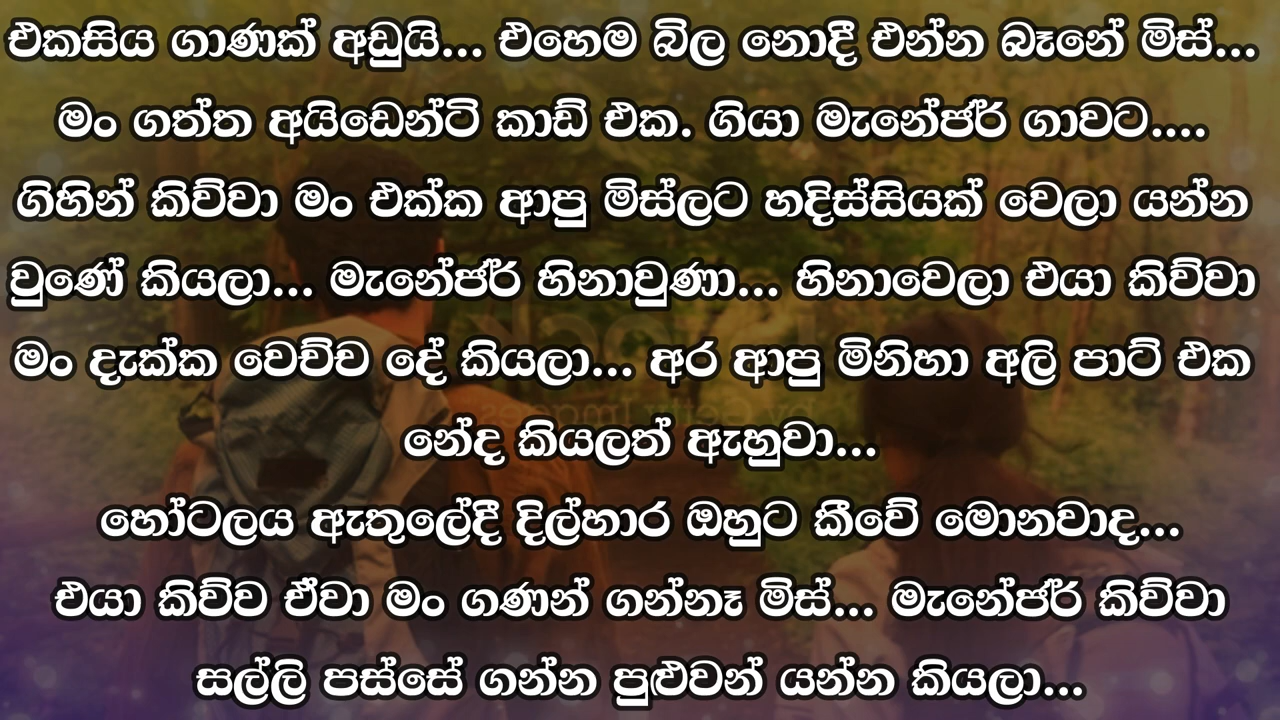 එකසිය ගාණක් අඩුයි... එහෙම බිල නොදී එන්න බෑනේ මිස්...
මං ගත්ත අයිඩෙන්ටි කාඩ් එක. ගියා මැනේජර් ගාවට....
ගිහින් කිව්වා මං එක්ක ආපු මිස්ලට හදිස්සියක් වෙලා යන්න
වුණේ කියලා... මැනේජර් හිනාවුණා... හිනාවෙලා එයා කිව්වා
මං දැක්ක වෙච්ච දේ කියලා... අර ආපු මිනිහා අලි පාට් එක
නේද කියලත් ඇහුවා...
හෝටලය ඇතුලේදී දිල්හාර ඔහුට කීවේ මොනවාද...
එයා කිව්ව ඒවා මං ගණන් ගන්නෑ මිස්... මැනේජර් කිව්වා
සල්ලි පස්සේ ගන්න පුළුවන් යන්න කියලා...